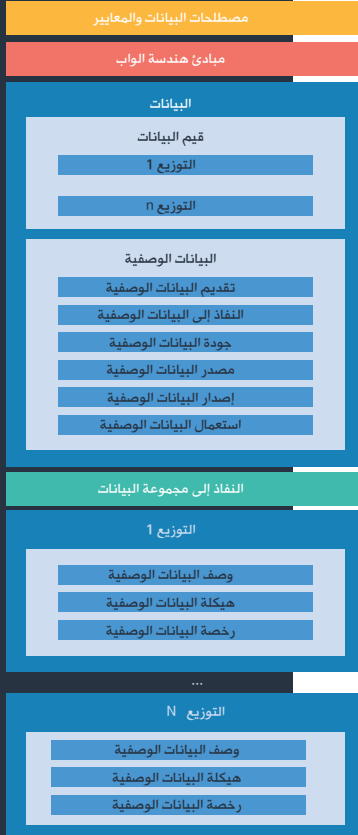 مصطلحات البيانات والمعايير
مبادئ هندسة الواب
البيانات
قيم البيانات
التوزيع 1
التوزيع n
البيانات الوصفية
تقديم البيانات الوصفية
النفاذ إلى البيانات الوصفية
جودة البيانات الوصفية
مصدر البيانات الوصفية
إصدار البيانات الوصفية
استعمال البيانات الوصفية
النفاذ إلى مجموعة البيانات
التوزيع 1
وصف البيانات الوصفية
هيكلة البيانات الوصفية
رخصة البيانات الوصفية
...
التوزيع N
وصف البيانات الوصفية
هيكلة البيانات الوصفية
رخصة البيانات الوصفية